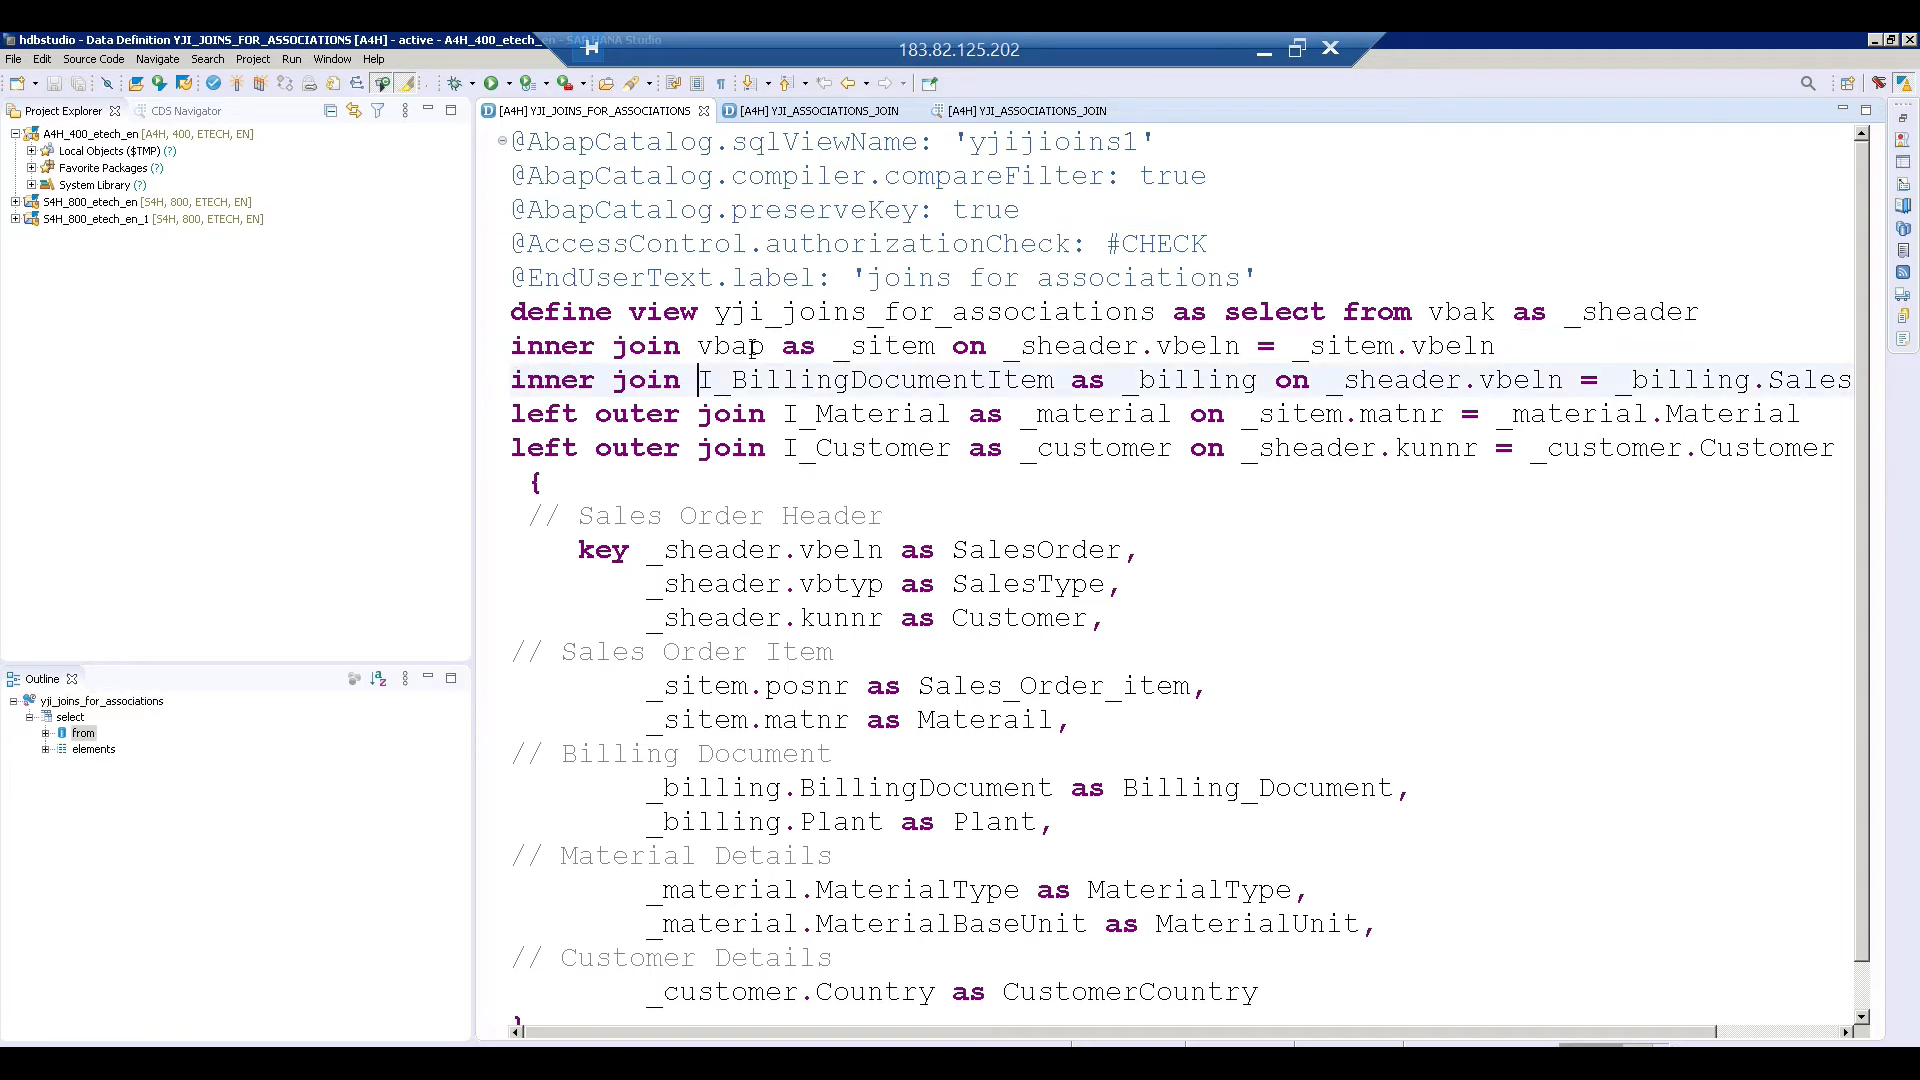 hdbstudio - Data Definition YJI_JOINS_FOR_ASSOCIATIONS [A4H] - active - A4H_400_etech_en
183.82.125.202
File Edit Source Code Navigate Search Project Run Window Help
Project Explorer CDS Navigator
A4H_400_etech_en [A4H, 400, ETECH, EN]
Local Objects ($TMP) (?)
Favorite Packages (?)
System Library (?)
S4H_800_etech_en [S4H, 800, ETECH, EN]
S4H_800_etech_en_1 [S4H, 800, ETECH, EN]
Outline
yji_joins_for_associations
select
from
elements
[A4H] YJI_JOINS_FOR_ASSOCIATIONS [A4H] YJI_ASSOCIATIONS_JOIN [A4H] YJI_ASSOCIATIONS_JOIN
@AbapCatalog.sqlViewName: 'yjijioins1'
@AbapCatalog.compiler.compareFilter: true
@AbapCatalog.preserveKey: true
@AccessControl.authorizationCheck: #CHECK
@EndUserText.label: 'joins for associations'
define view yji_joins_for_associations as select from vbak as _sheader
inner join vbap as _sitem on _sheader.vbeln = _sitem.vbeln
inner join I_BillingDocumentItem as _billing on _sheader.vbeln = _billing.Sales
left outer join I_Material as _material on _sitem.matnr = _material.Material
left outer join I_Customer as _customer on _sheader.kunnr = _customer.Customer
{
// Sales Order Header
key _sheader.vbeln as SalesOrder,
_sheader.vbtyp as SalesType,
_sheader.kunnr as Customer,
// Sales Order Item
_sitem.posnr as Sales_Order_item,
_sitem.matnr as Materail,
// Billing Document
_billing.BillingDocument as Billing_Document,
_billing.Plant as Plant,
// Material Details
_material.MaterialType as MaterialType,
_material.MaterialBaseUnit as MaterialUnit,
// Customer Details
_customer.Country as CustomerCountry
}